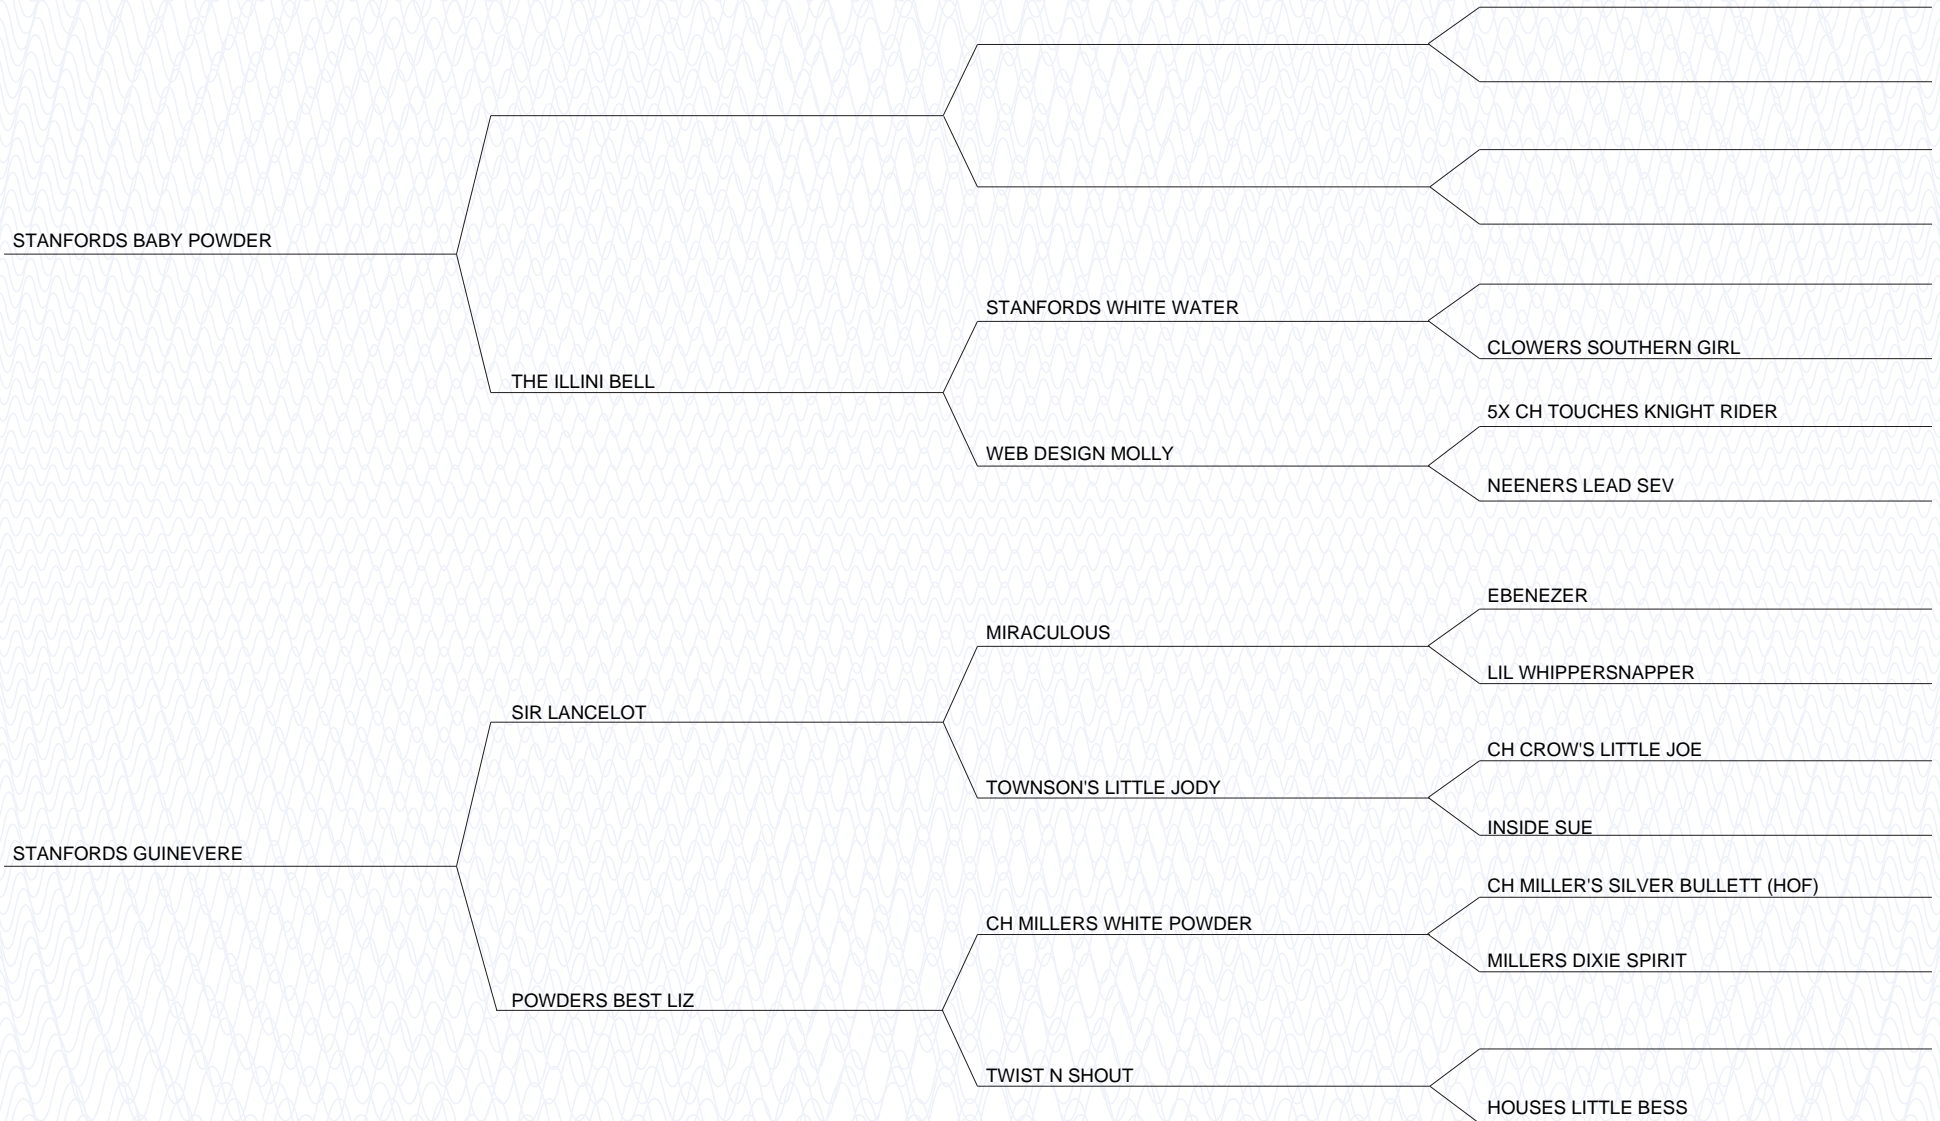 STANFORDS BABY POWDER
STANFORDS WHITE WATER
CLOWERS SOUTHERN GIRL
THE ILLINI BELL
5X CH TOUCHES KNIGHT RIDER
WEB DESIGN MOLLY
NEENERS LEAD SEV
EBENEZER
MIRACULOUS
LIL WHIPPERSNAPPER
SIR LANCELOT
CH CROW'S LITTLE JOE
TOWNSON'S LITTLE JODY
INSIDE SUE
STANFORDS GUINEVERE
CH MILLER'S SILVER BULLETT (HOF)
CH MILLERS WHITE POWDER
MILLERS DIXIE SPIRIT
POWDERS BEST LIZ
TWIST N SHOUT
HOUSES LITTLE BESS